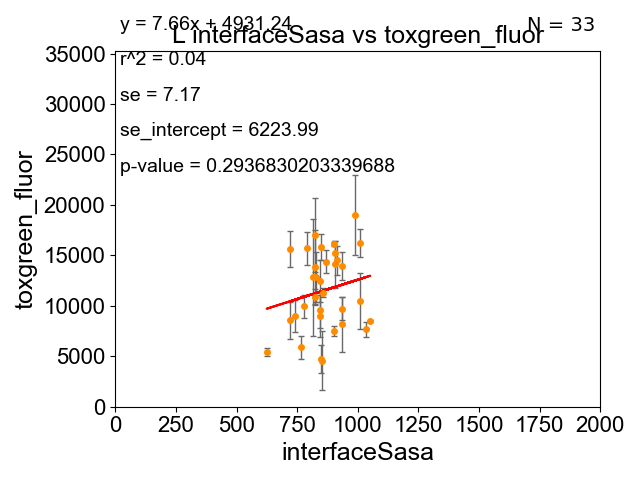 y = 7.66x + 4931.24
N = 33
L interfaceSasa vs toxgreen_fluor
r^2 = 0.04
se = 7.17
se_intercept = 6223.99
p-value = 0.2936830203339688
35000
30000
25000
20000
15000
10000
5000
0
toxgreen_fluor
0 250 500 750 1000 1250 1500 1750 2000
interfaceSasa